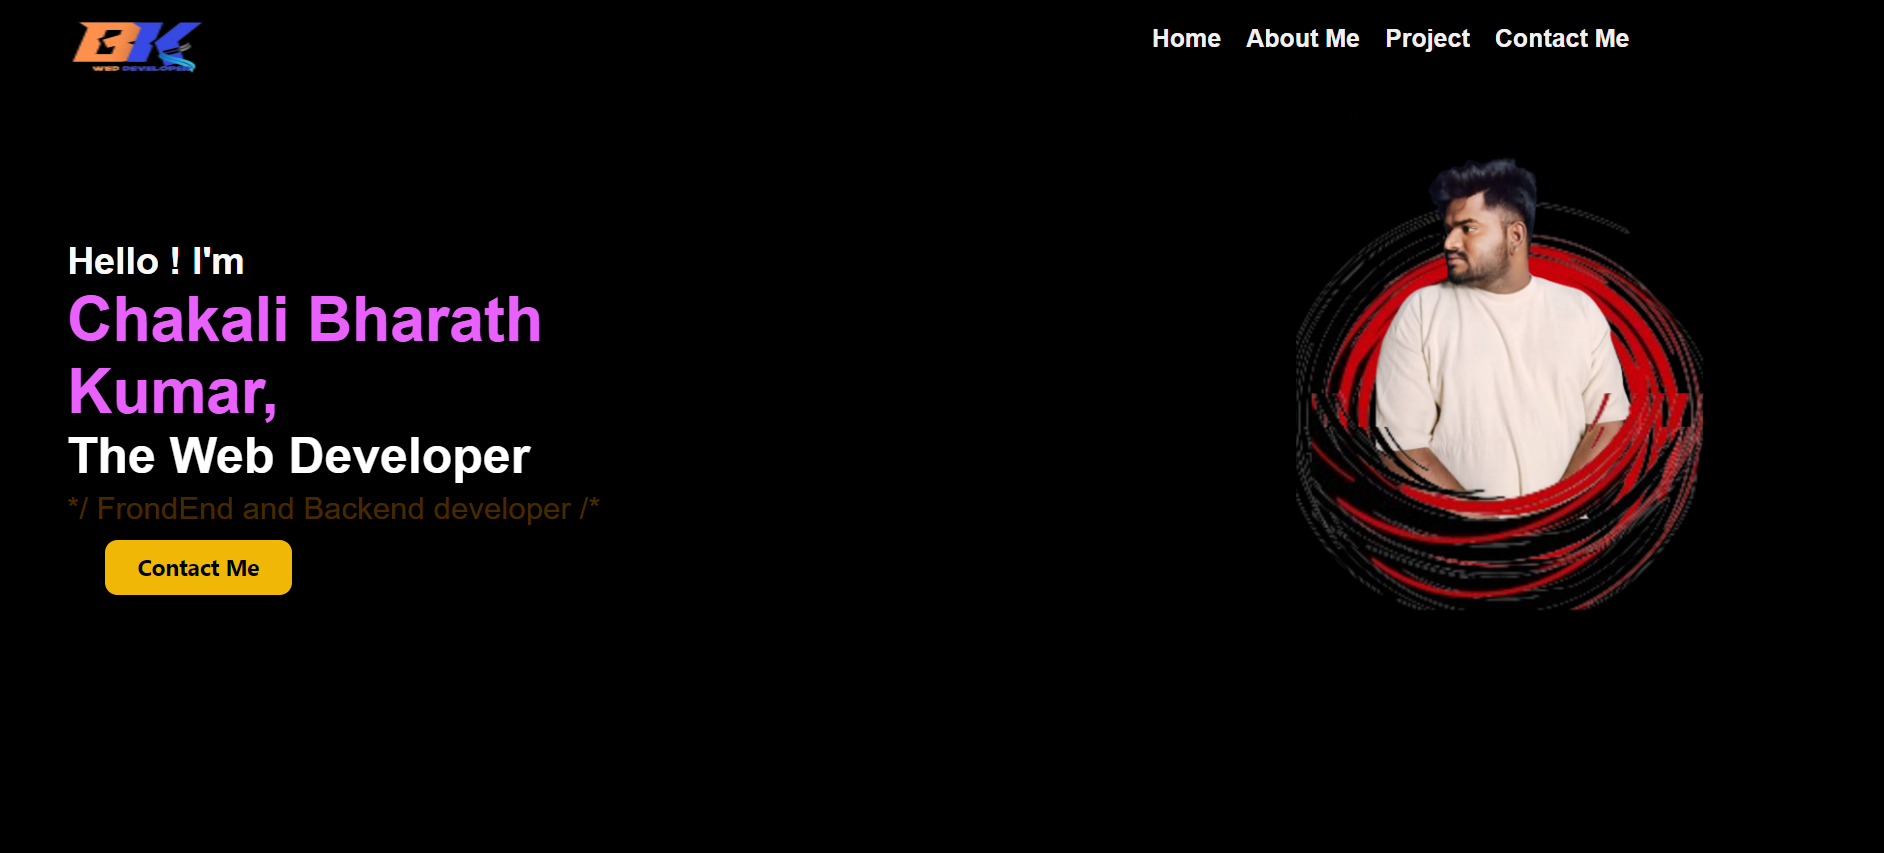 BK
WEB DEVELOPER
Home About Me Project Contact Me
Hello ! I'm
Chakali Bharath
Kumar,
The Web Developer
*/ FrondEnd and Backend developer /*
Contact Me